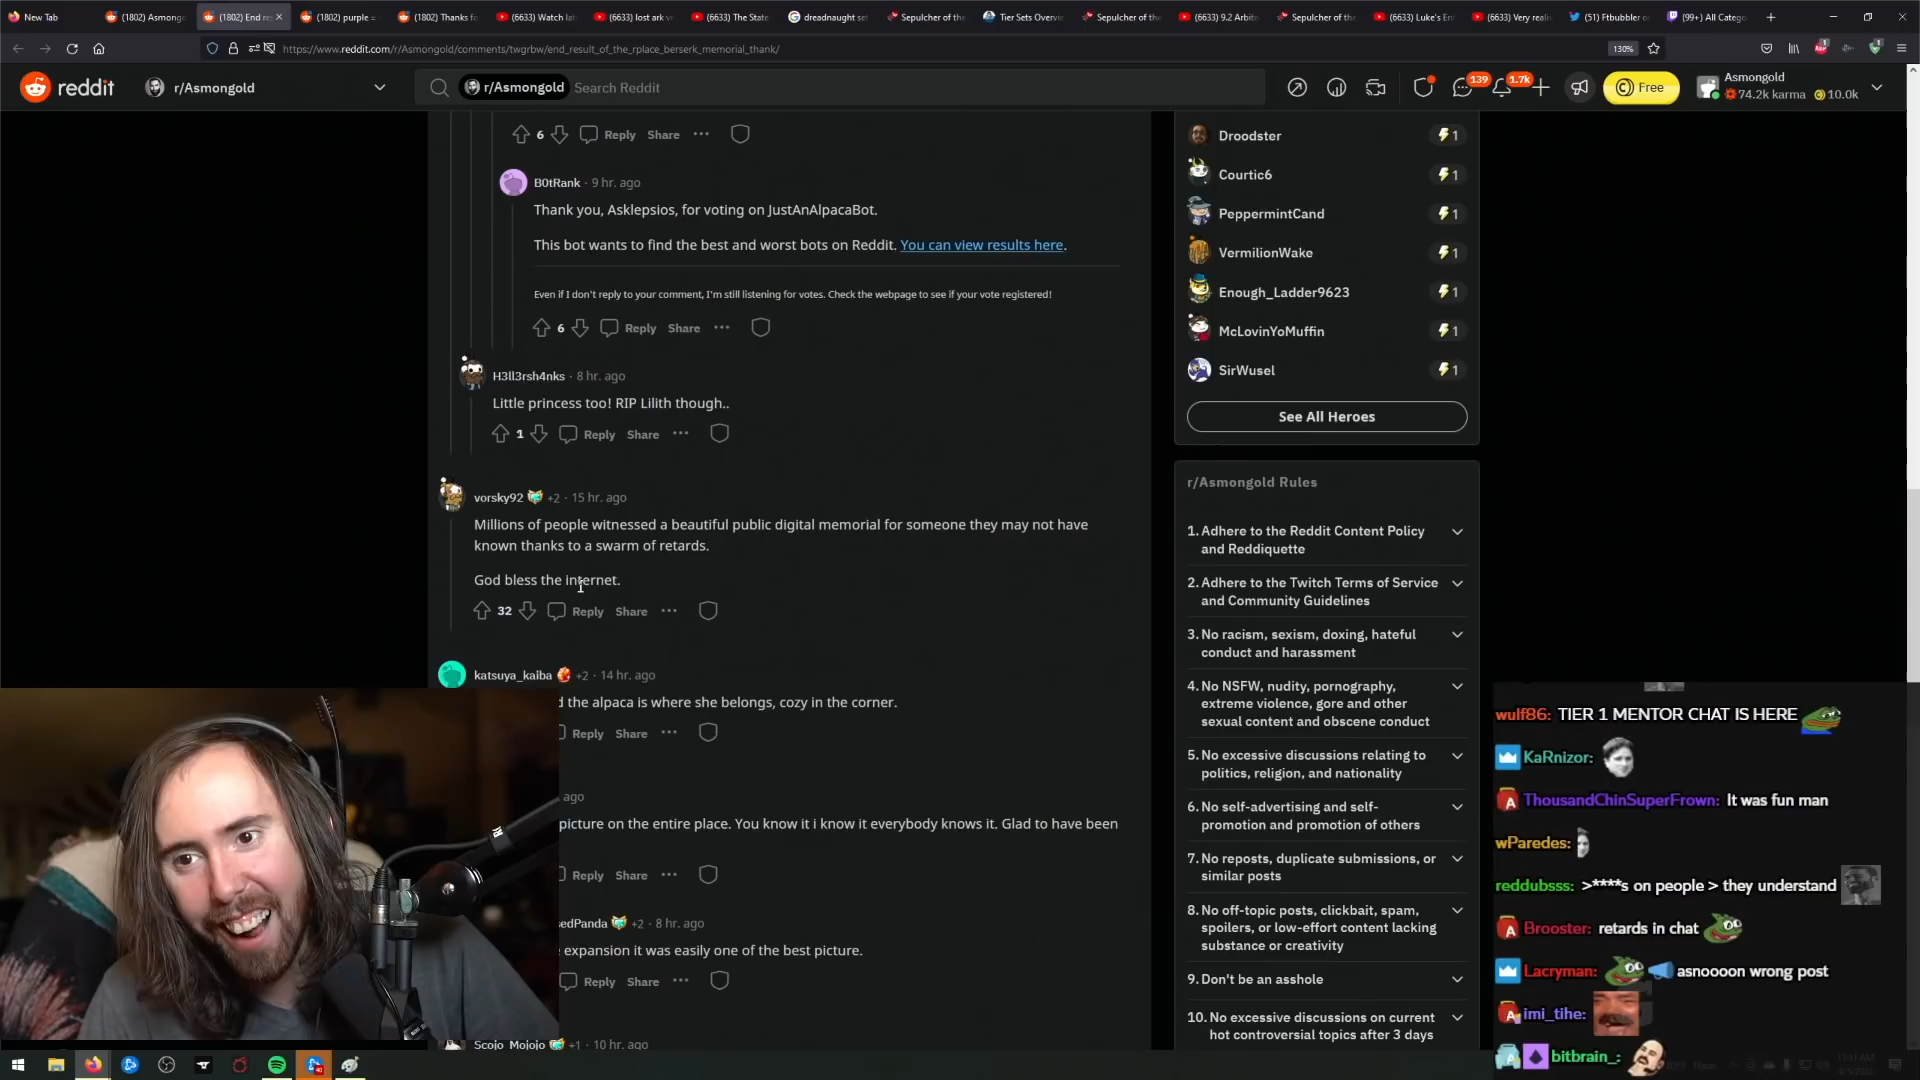 New Tab
(1802) Asmong
(1802) End re
(1802) purple =
(1802) Thanks fo
(6633) Watch la
(6633) lost ark v
(6633) The State
dreadnaught se
Sepulcher of the
Tier Sets Overvi
Sepulcher of the
(6633) 9.2 Arbit
Sepulcher of the
(6633) Luke's En
(6633) Very reali
(51) Ftbubbler o
(99+) All Catego
https://www.reddit.com/r/Asmongold/comments/twgrbw/end_result_of_the_rplace_berserk_memorial_thank/
130%
reddit
r/Asmongold
r/Asmongold Search Reddit
139
1.7k
Free
Asmongold
74.2k karma 10.0k
6 Reply Share
B0tRank · 9 hr. ago
Thank you, Asklepsios, for voting on JustAnAlpacaBot.
This bot wants to find the best and worst bots on Reddit. You can view results here.
Even if I don't reply to your comment, I'm still listening for votes. Check the webpage to see if your vote registered!
6 Reply Share
H3ll3rsh4nks · 8 hr. ago
Little princess too! RIP Lilith though..
1 Reply Share
vorsky92 +2 · 15 hr. ago
Millions of people witnessed a beautiful public digital memorial for someone they may not have
known thanks to a swarm of retards.
God bless the internet.
32 Reply Share
katsuya_kaiba +2 · 14 hr. ago
d the alpaca is where she belongs, cozy in the corner.
Reply Share
ago
picture on the entire place. You know it i know it everybody knows it. Glad to have been
Reply Share
sedPanda +2 · 8 hr. ago
expansion it was easily one of the best picture.
Reply Share
Scojo_Mojojo +1 · 10 hr. ago
Droodster 1
Courtic6 1
PeppermintCand 1
VermilionWake 1
Enough_Ladder9623 1
McLovinYoMuffin 1
SirWusel 1
See All Heroes
r/Asmongold Rules
1. Adhere to the Reddit Content Policy
and Reddiquette
2. Adhere to the Twitch Terms of Service
and Community Guidelines
3. No racism, sexism, doxing, hateful
conduct and harassment
4. No NSFW, nudity, pornography,
extreme violence, gore and other
sexual content and obscene conduct
5. No excessive discussions relating to
politics, religion, and nationality
6. No self-advertising and self-
promotion and promotion of others
7. No reposts, duplicate submissions, or
similar posts
8. No off-topic posts, clickbait, spam,
spoilers, or low-effort content lacking
substance or creativity
9. Don't be an asshole
10. No excessive discussions on current
hot controversial topics after 3 days
wulf86: TIER 1 MENTOR CHAT IS HERE
KaRnizor:
ThousandChinSuperFrown: It was fun man
wParedes:
reddubsss: >****s on people > they understand
Brooster: retards in chat
Lacryman: asnoooon wrong post
imi_tihe:
bitbrain_: